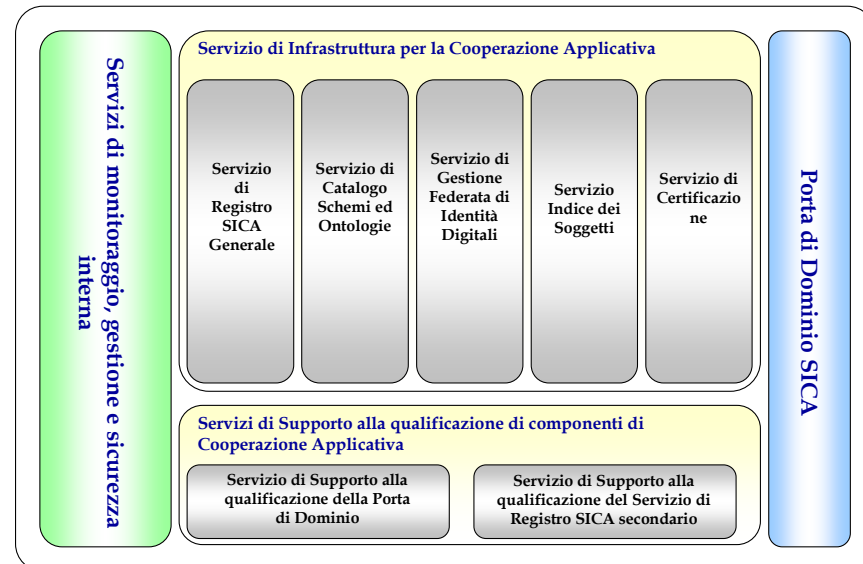 Servizi di monitoraggio, gestione e sicurezza
interna
Servizio di Infrastruttura per la Cooperazione Applicativa
Servizio
di
Registro
SICA
Generale
Servizio di
Catalogo
Schemi ed
Ontologie
Servizio di
Gestione
Federata di
Identità
Digitali
Servizio
Indice dei
Soggetti
Servizio di
Certificazio
ne
Servizi di Supporto alla qualificazione di componenti di
Cooperazione Applicativa
Servizio di Supporto alla
qualificazione della Porta
di Dominio
Servizio di Supporto alla
qualificazione del Servizio di
Registro SICA secondario
Porta di Dominio SICA